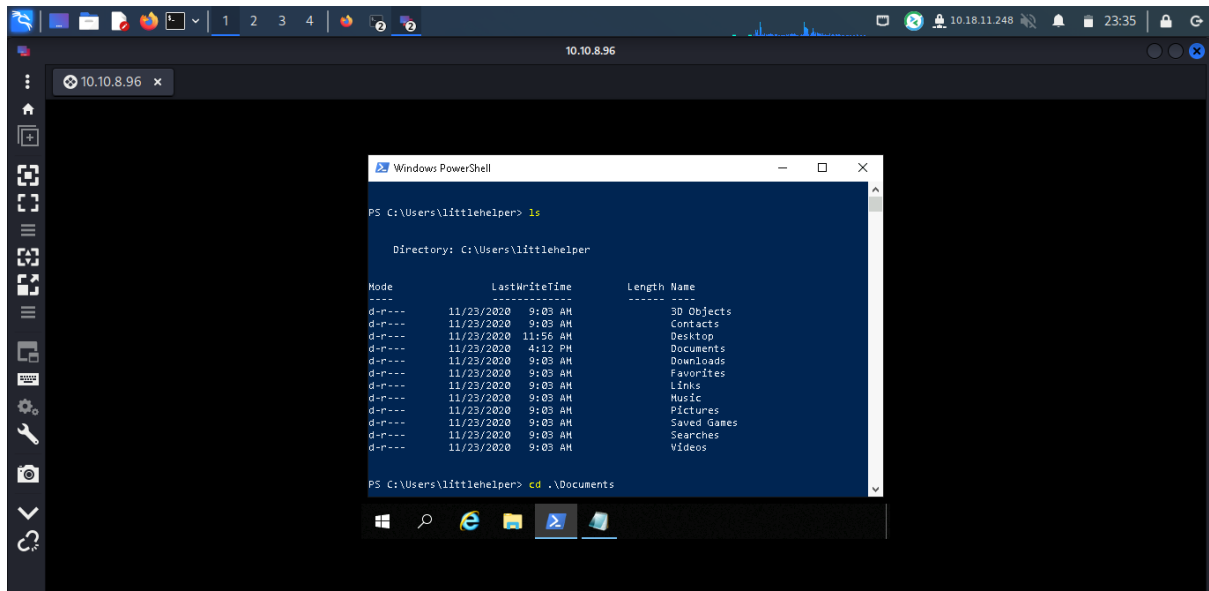 1 2 3 4 2 2 10.18.11.248 23:35
10.10.8.96
10.10.8.96
Windows PowerShell
PS C:\Users\littlehelper> ls
Directory: C:\Users\littlehelper
Mode LastWriteTime Length Name
---- ------------- ------ ----
d-r--- 11/23/2020 9:03 AM 3D Objects
d-r--- 11/23/2020 9:03 AM Contacts
d-r--- 11/23/2020 11:56 AM Desktop
d-r--- 11/23/2020 4:12 PM Documents
d-r--- 11/23/2020 9:03 AM Downloads
d-r--- 11/23/2020 9:03 AM Favorites
d-r--- 11/23/2020 9:03 AM Links
d-r--- 11/23/2020 9:03 AM Music
d-r--- 11/23/2020 9:03 AM Pictures
d-r--- 11/23/2020 9:03 AM Saved Games
d-r--- 11/23/2020 9:03 AM Searches
d-r--- 11/23/2020 9:03 AM Videos
PS C:\Users\littlehelper> cd .\Documents